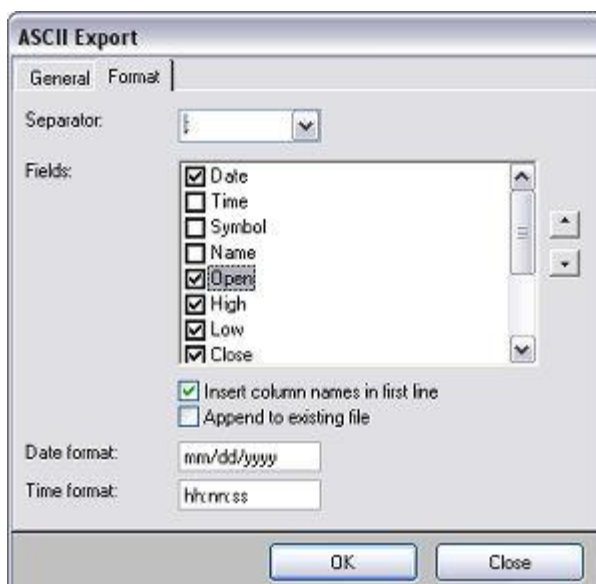 ASCII Export
General Format
Separator: ;
Fields:
Date
Time
Symbol
Name
Open
High
Low
Close
Insert column names in first line
Append to existing file
Date format: mm/dd/yyyy
Time format: hh:nn:ss
OK Close